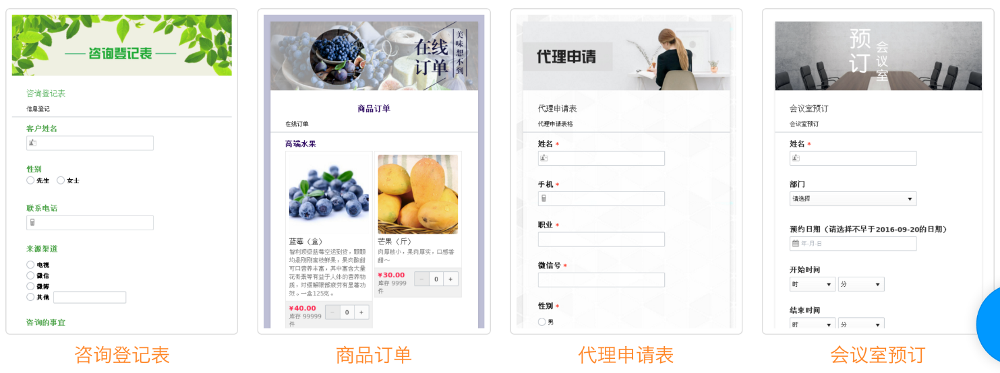 咨询登记表
咨询登记表
信息登记
客户姓名
性别
先生 女士
联系电话
来源渠道
电视
微信
微博
其他
咨询的事宜
咨询登记表
在线
订单
美味想不到
商品订单
在线订单
高端水果
蓝莓（盒）
智利顶级蓝莓空运到货，颗颗
均是刚刚离枝鲜果，果肉酸甜
可口营养丰富，其中富含大量
花青素等有益于人体的营养物
质，对缓解眼部疲劳有显著功
效。一盒125克。
¥40.00
库存 99999
件
− 0 +
芒果（斤）
肉厚核小，果肉厚实，口感香
甜～
¥30.00
库存 9999
件
− 0 +
商品订单
代理申请
代理申请表
代理申请表格
姓名 *
手机 *
职业 *
微信号 *
性别 *
男
代理申请表
预订
会议室
会议室预订
会议室预订
姓名 *
部门
请选择
预约日期（请选择不早于2016-09-20的日期）
年-月-日
开始时间
时 分
结束时间
时 分
会议室预订